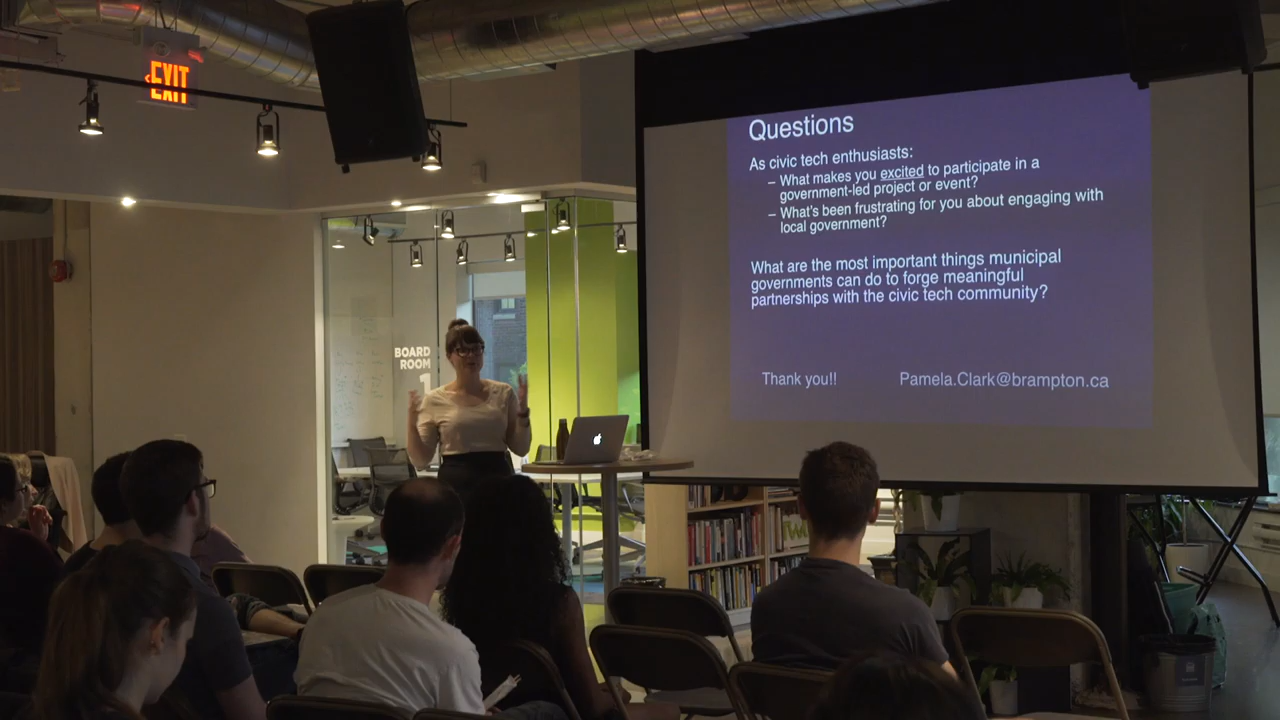 EXIT
Questions
As civic tech enthusiasts:
– What makes you excited to participate in a
government-led project or event?
– What's been frustrating for you about engaging with
local government?
What are the most important things municipal
governments can do to forge meaningful
partnerships with the civic tech community?
Thank you!! Pamela.Clark@brampton.ca
BOARD
ROOM
1